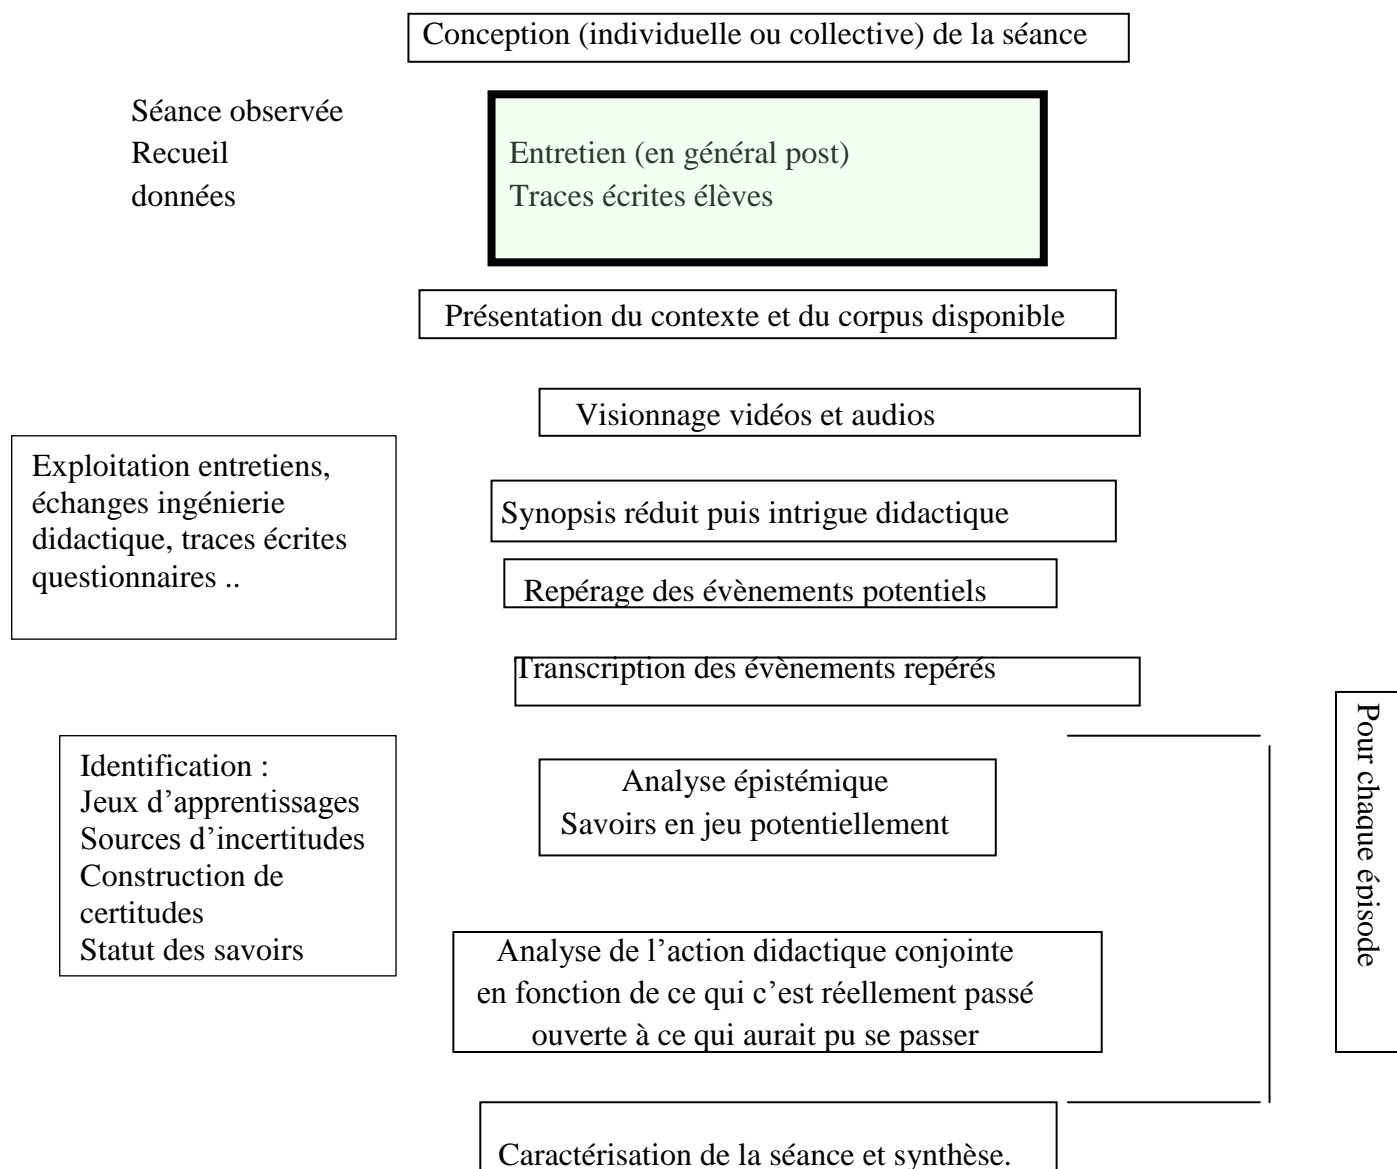 Conception (individuelle ou collective) de la séance
Séance observée
Recueil
données
Entretien (en général post)
Traces écrites élèves
Présentation du contexte et du corpus disponible
Visionnage vidéos et audios
Exploitation entretiens,
échanges ingénierie
didactique, traces écrites
questionnaires ..
Synopsis réduit puis intrigue didactique
Repérage des évènements potentiels
Transcription des évènements repérés
Identification :
Jeux d’apprentissages
Sources d’incertitudes
Construction de
certitudes
Statut des savoirs
Analyse épistémique
Savoirs en jeu potentiellement
Analyse de l’action didactique conjointe
en fonction de ce qui c’est réellement passé
ouverte à ce qui aurait pu se passer
Pour chaque épisode
Caractérisation de la séance et synthèse.